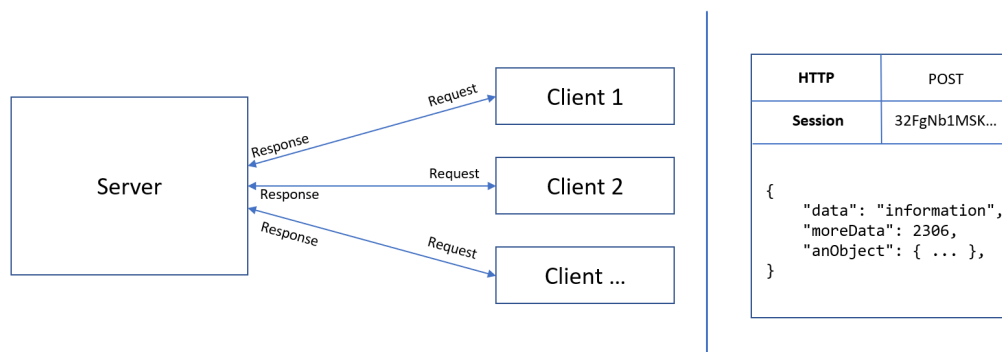 Server
Request
Response
Client 1
Request
Response
Client 2
Request
Response
Client ...
HTTP POST
Session 32FgNb1MSK...
{
"data": "information",
"moreData": 2306,
"anObject": { ... },
}